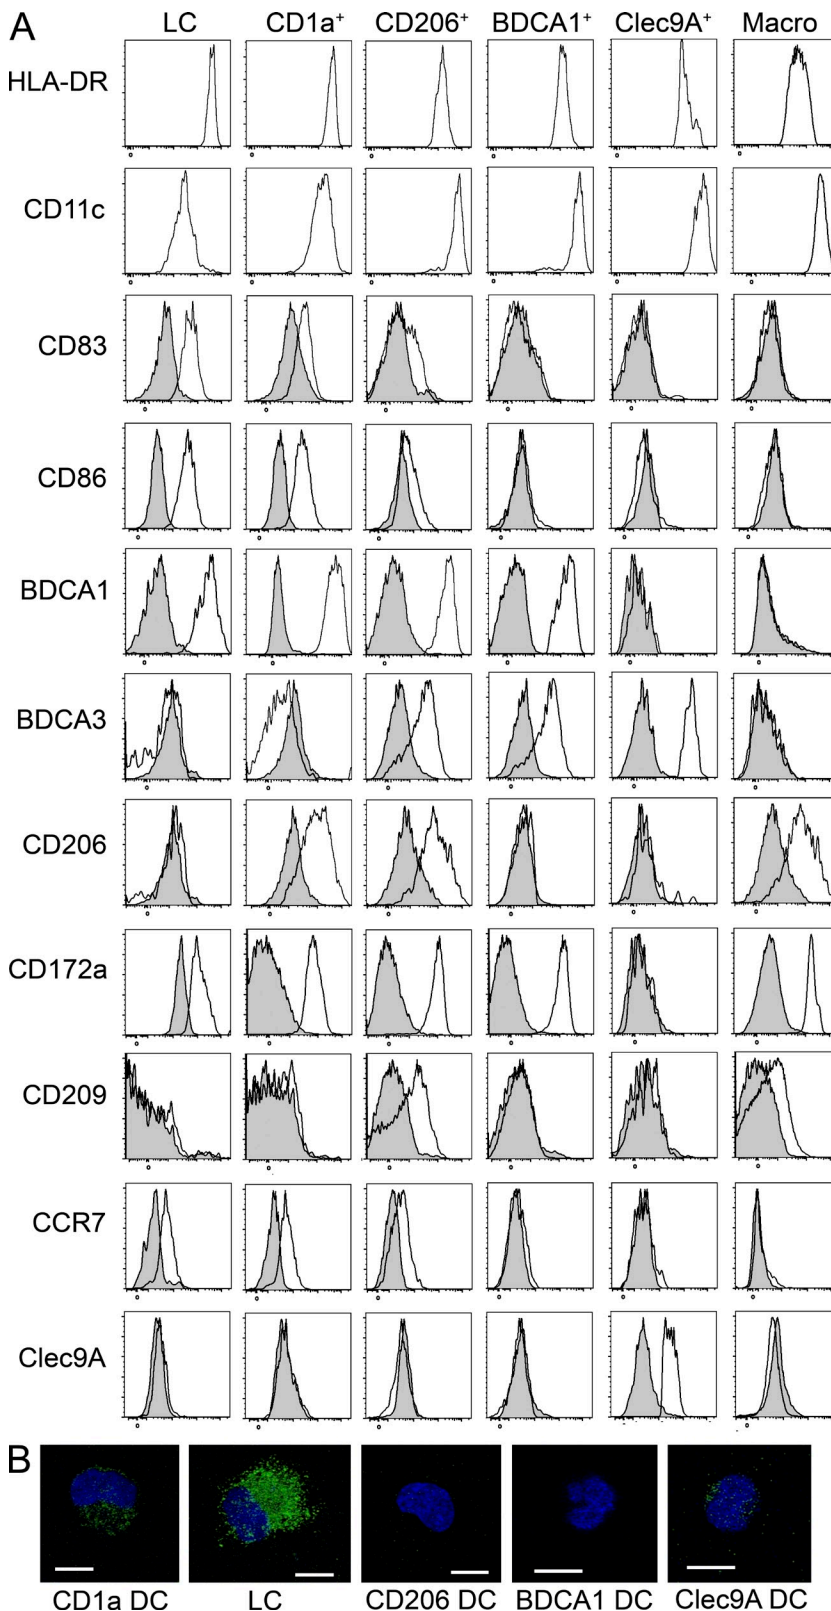 A
LC CD1a⁺ CD206⁺ BDCA1⁺ Clec9A⁺ Macro
HLA-DR
CD11c
CD83
CD86
BDCA1
BDCA3
CD206
CD172a
CD209
CCR7
Clec9A
B
CD1a DC LC CD206 DC BDCA1 DC Clec9A DC